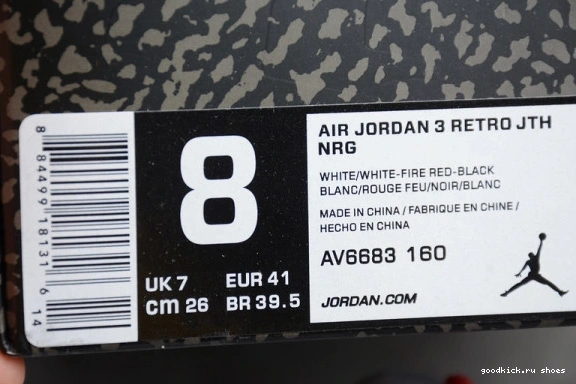 8 84499 18131 6 14
8
UK 7 EUR 41
cm 26 BR 39.5
AIR JORDAN 3 RETRO JTH
NRG
WHITE/WHITE-FIRE RED-BLACK
BLANC/ROUGE FEU/NOIR/BLANC
MADE IN CHINA / FABRIQUE EN CHINE /
HECHO EN CHINA
AV6683 160
JORDAN.COM
goodkick.ru shoes